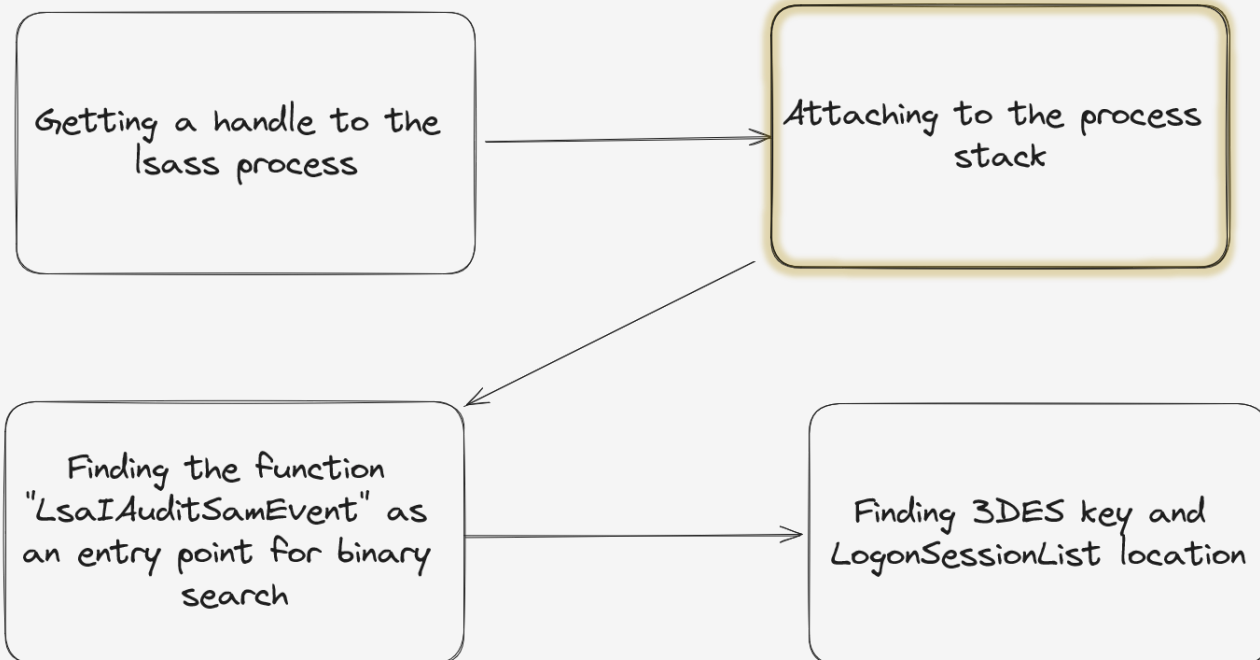 Getting a handle to the
lsass process
Attaching to the process
stack
Finding the function
"LsaIAuditSamEvent" as
an entry point for binary
search
Finding 3DES key and
LogonSessionList location